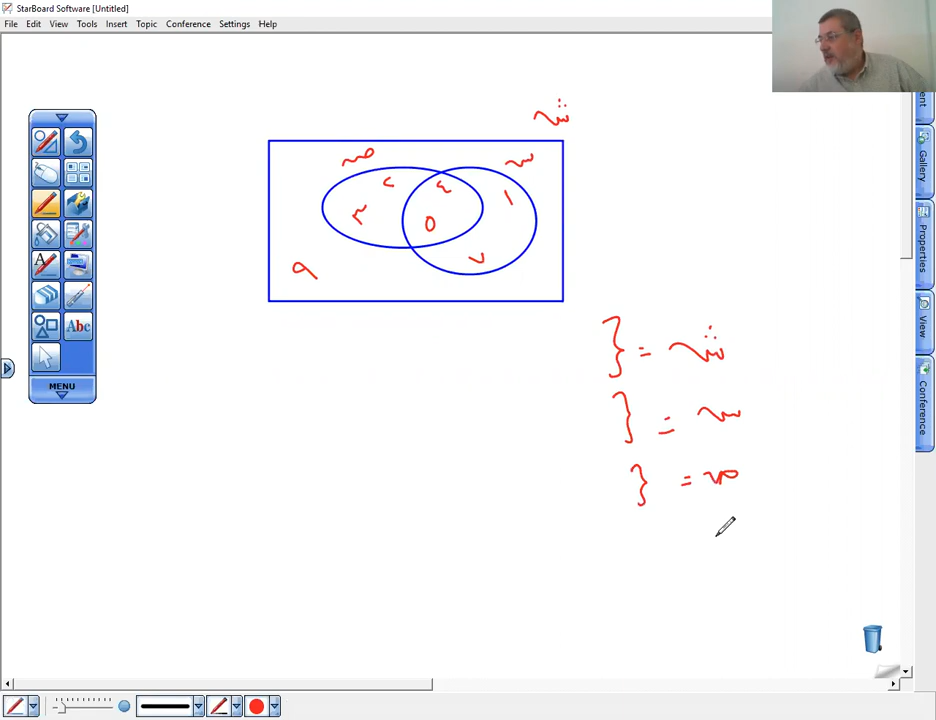 StarBoard Software [Untitled]
File Edit View Tools Insert Topic Conference Settings Help
ش
ص س
٢ ٤ ١
٣ ٥
٩ ٧
ش = {
س = {
ص = {
Abc
MENU
Gallery
Properties
View
Conference